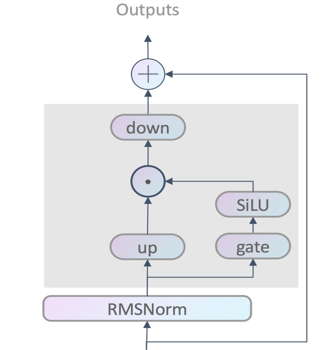 Outputs
+
down
SiLU
up
gate
RMSNorm